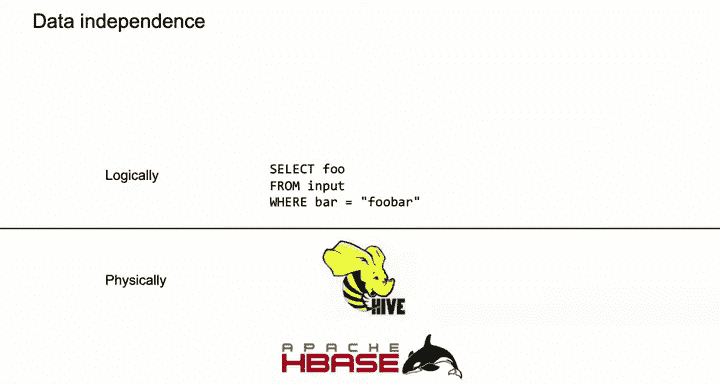 Data independence
Logically
SELECT foo
FROM input
WHERE bar = "foobar"
Physically
HIVE
APACHE
HBASE